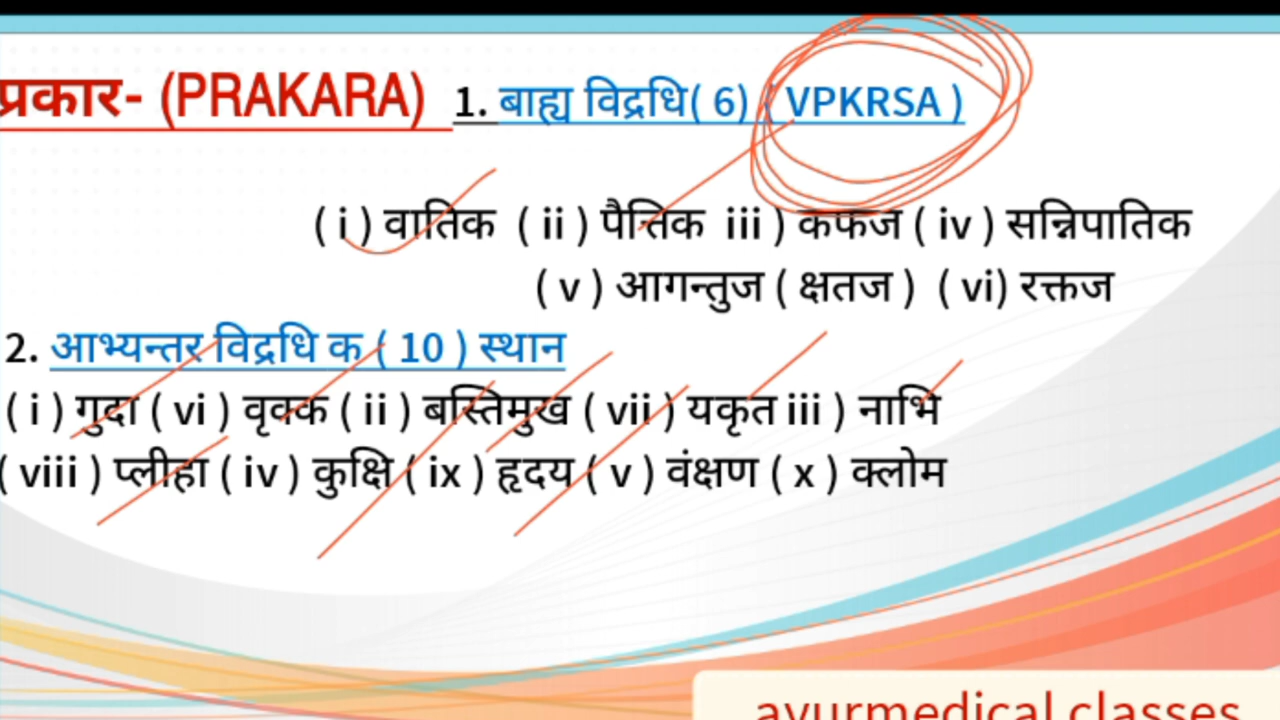 प्रकार- (PRAKARA) 1. बाह्य विद्रधि( 6) ( VPKRSA )
( i ) वातिक ( ii ) पैत्तिक iii ) कफज ( iv ) सन्निपातिक
( v ) आगन्तुज ( क्षतज ) ( vi) रक्तज
2. आभ्यन्तर विद्रधि क ( 10 ) स्थान
( i ) गुदा ( vi ) वृक्क ( ii ) बस्तिमुख ( vii ) यकृत iii ) नाभि
( viii ) प्लीहा ( iv ) कुक्षि ( ix ) हृदय ( v ) वंक्षण ( x ) क्लोम
ayurmedical classes